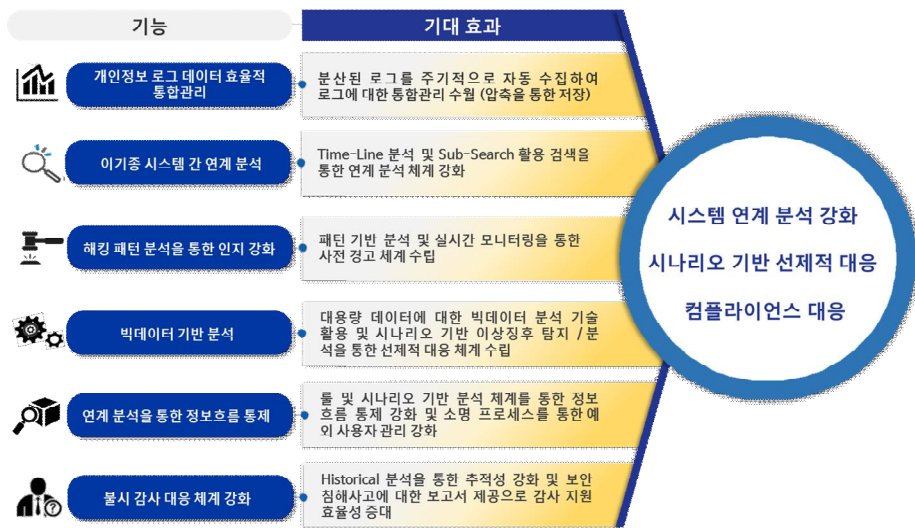 기능
기대 효과
개인정보 로그 데이터 효율적
통합관리
분산된 로그를 주기적으로 자동 수집하여
로그에 대한 통합관리 수월 (압축을 통한 저장)
이기종 시스템 간 연계 분석
Time-Line 분석 및 Sub-Search 활용 검색을
통한 연계 분석 체계 강화
해킹 패턴 분석을 통한 인지 강화
패딘 기반 분석 및 실시간 모니터링을 통한
사전 경고 체계 수립
빅데이터 기반 분석
대용량 데이터에 대한 빅데이터 분석 기술
활용 및 시나리오 기반 이상징후 탐지 /분
석을 통한 선제적 대응 체계 수립
연계 분석을 통한 정보흐름 통제
룰 및 시나리오 기반 분석 체계를 통한 정보
흐름 통제 강화 및 소명 프로세스를 통한 예
외 사용자 관리 강화
불시 감사 대응 체계 강화
Historical 분석을 통한 추적성 강화 및 보안
침해사고에 대한 보고서 제공으로 감사 지원
효율성 증대
시스템 연계 분석 강화
시나리오 기반 선제적 대응
컴플라이언스 대응